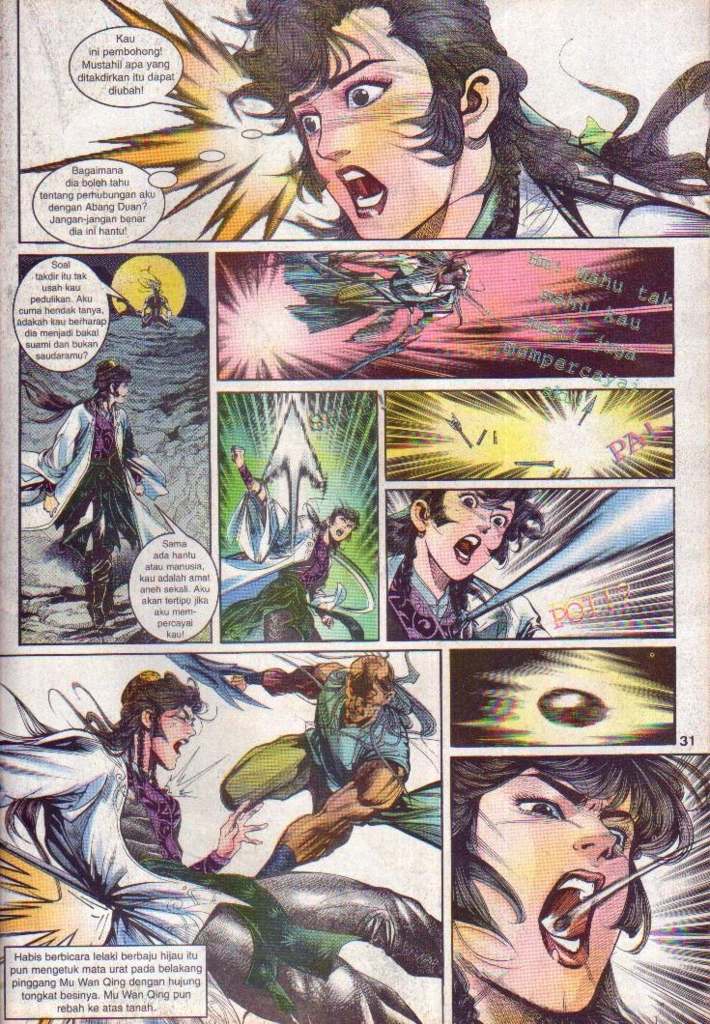 Kau
ini pembohong!
Mustahil apa yang
ditakdirkan itu dapat
diubah!
Bagaimana
dia boleh tahu
tentang perhubungan aku
dengan Abang Duan?
Jangan-jangan benar
dia ini hantu!
Soal
takdir itu tak
usah kau
pedulikan. Aku
cuma hendak tanya,
adakah kau berharap
dia menjadi bakal
suami dan bukan
saudaramu?
Sama
ada hantu
atau manusia,
kau adalah amat
aneh sekali. Aku
akan tertipu jika
aku mem-
percayai
kau!
mahu tak
mahu kau
mesti juga
mempercayai
PA!
31
Habis berbicara lelaki berbaju hijau itu
pun mengetuk mata urat pada belakang
pinggang Mu Wan Qing dengan hujung
tongkat besinya. Mu Wan Qing pun
rebah ke atas tanah.